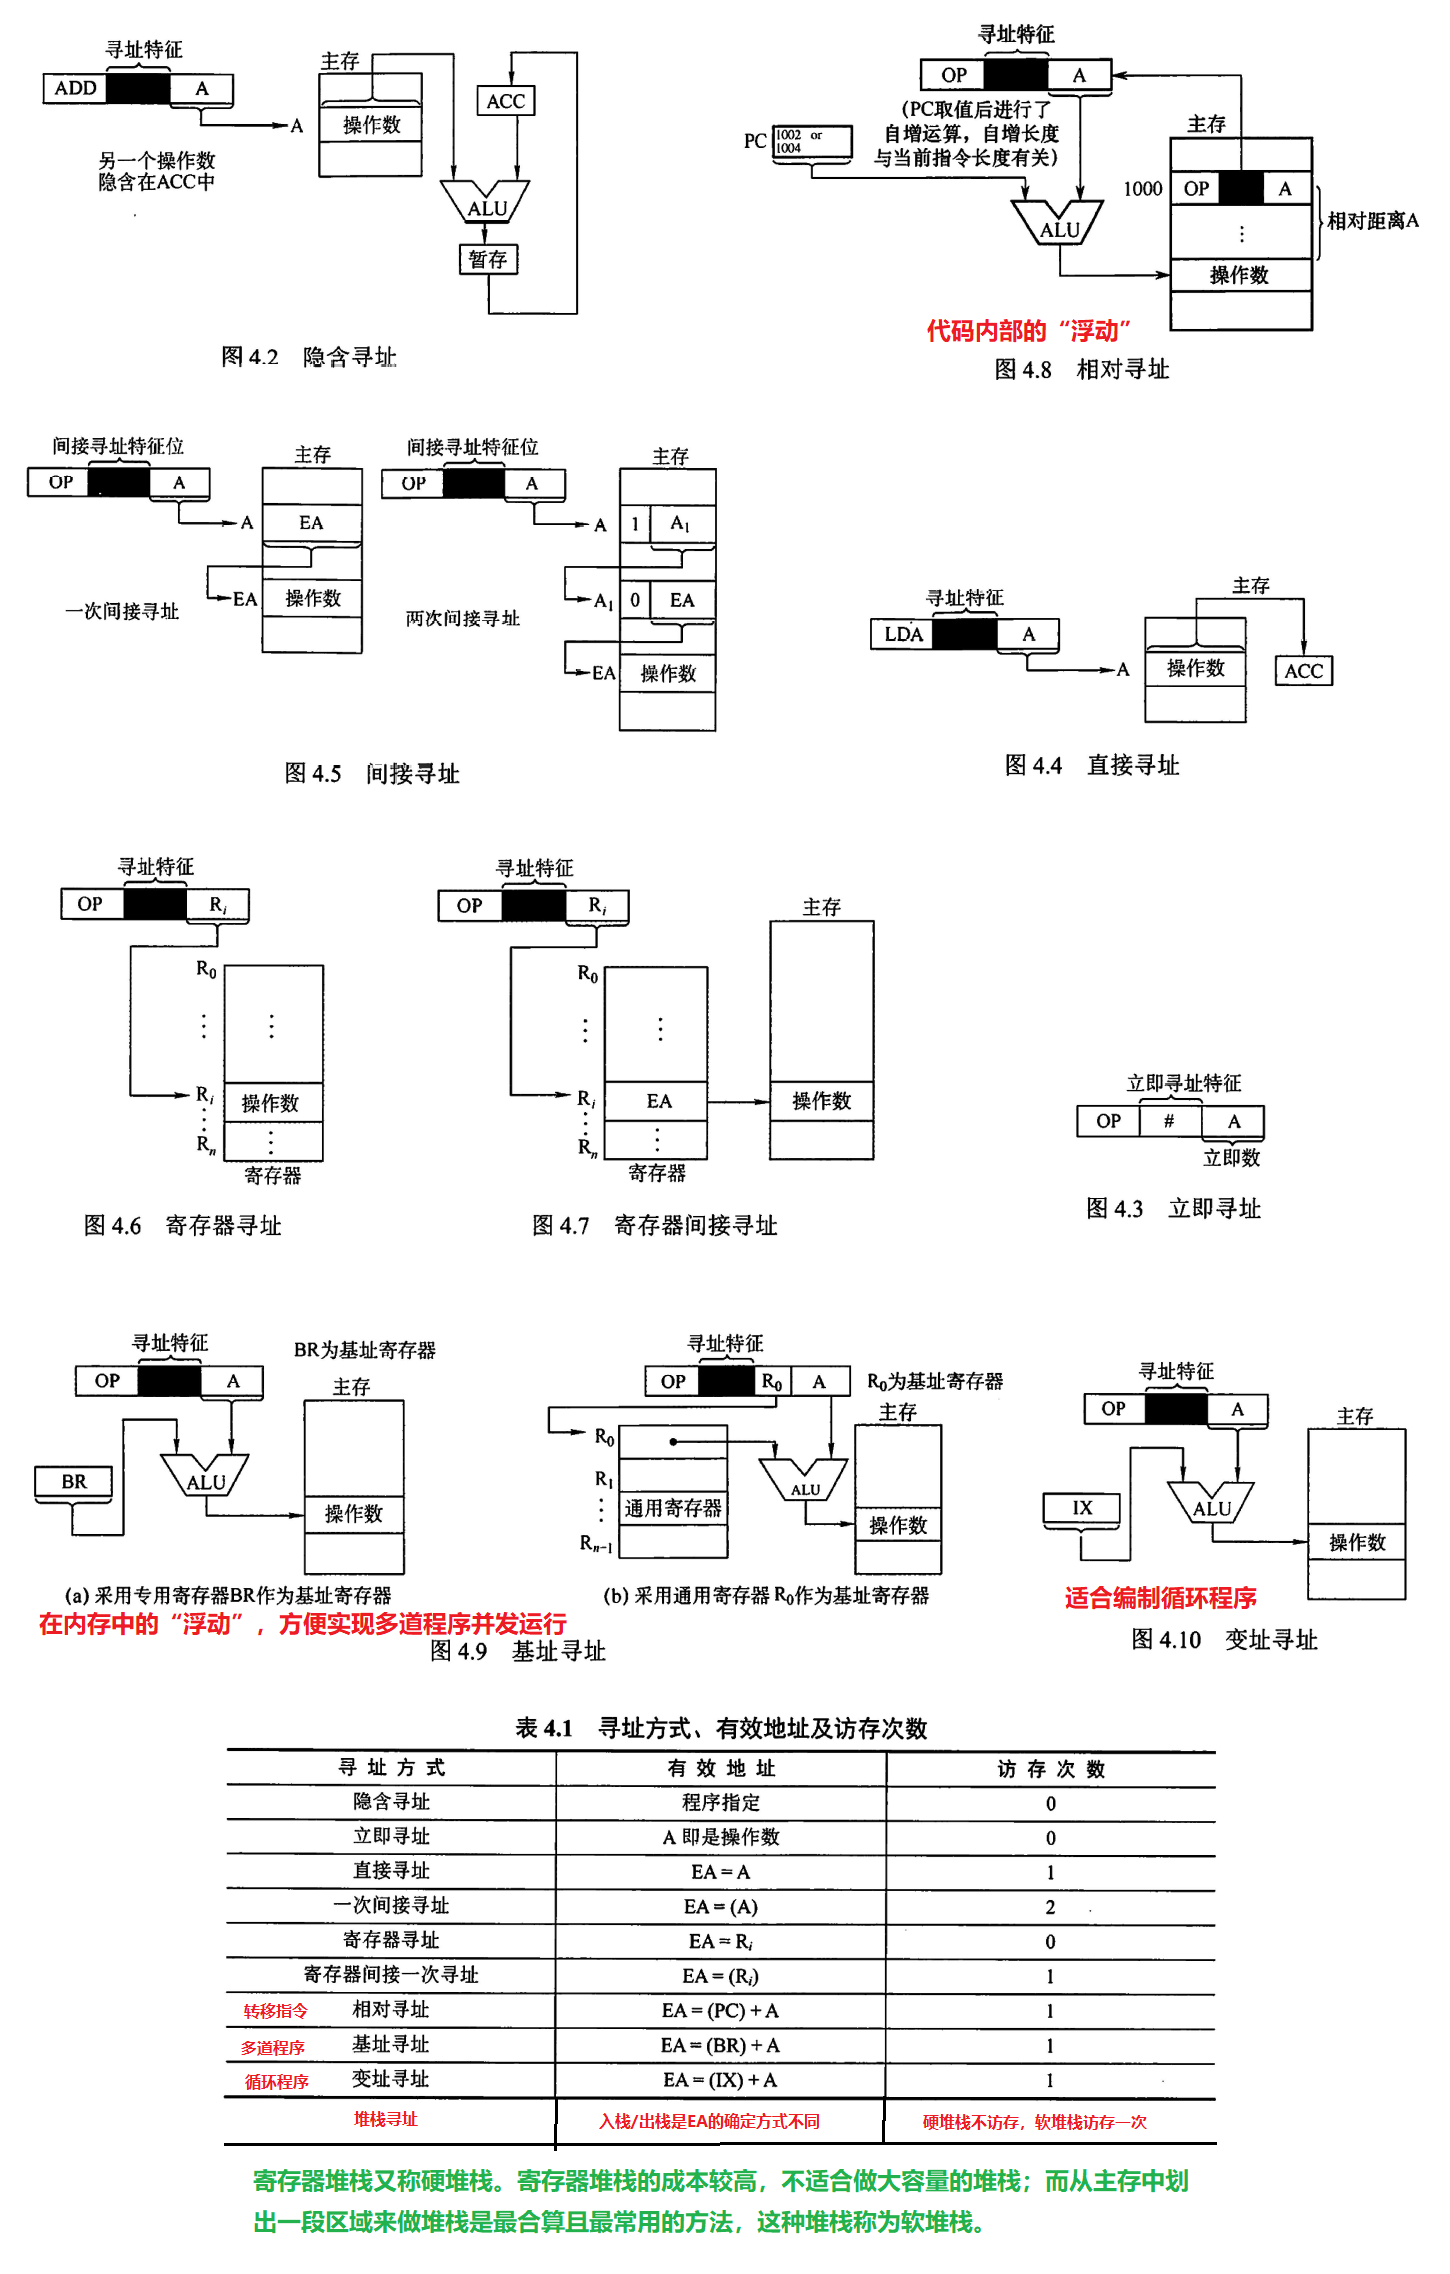 寻址特征
ADD A
A
另一个操作数
隐含在ACC中
主存
操作数
ACC
ALU
暂存
图 4.2 隐含寻址
寻址特征
OP A
(PC取值后进行了
自增运算，自增长度
与当前指令长度有关)
PC
1002 or
1004
ALU
主存
1000 OP A
⋮
相对距离A
操作数
代码内部的“浮动”
图 4.8 相对寻址
间接寻址特征位
OP A
主存
A EA
EA 操作数
一次间接寻址
间接寻址特征位
OP A
主存
A 1 A₁
A₁ 0 EA
EA 操作数
两次间接寻址
图 4.5 间接寻址
寻址特征
LDA A
A
主存
操作数
ACC
图 4.4 直接寻址
寻址特征
OP Rᵢ
R₀
⋮ ⋮
Rᵢ 操作数
⋮ ⋮
Rₙ
寄存器
图 4.6 寄存器寻址
寻址特征
OP Rᵢ
R₀
⋮ ⋮
Rᵢ EA
⋮ ⋮
Rₙ
寄存器
主存
操作数
图 4.7 寄存器间接寻址
立即寻址特征
OP # A
立即数
图 4.3 立即寻址
寻址特征
OP A
BR为基址寄存器
主存
BR
ALU
操作数
(a) 采用专用寄存器BR作为基址寄存器
寻址特征
OP R₀ A
R₀为基址寄存器
主存
R₀
R₁
⋮ 通用寄存器
Rₙ₋₁
ALU
操作数
(b) 采用通用寄存器 R₀作为基址寄存器
在内存中的“浮动”，方便实现多道程序并发运行
图 4.9 基址寻址
寻址特征
OP A
主存
IX
ALU
操作数
适合编制循环程序
图 4.10 变址寻址
表 4.1 寻址方式、有效地址及访存次数
寻址方式 有效地址 访存次数
隐含寻址 程序指定 0
立即寻址 A 即是操作数 0
直接寻址 EA = A 1
一次间接寻址 EA = (A) 2
寄存器寻址 EA = Rᵢ 0
寄存器间接一次寻址 EA = (Rᵢ) 1
转移指令 相对寻址 EA = (PC) + A 1
多道程序 基址寻址 EA = (BR) + A 1
循环程序 变址寻址 EA = (IX) + A 1
堆栈寻址 入栈/出栈是EA的确定方式不同 硬堆栈不访存，软堆栈访存一次
寄存器堆栈又称硬堆栈。寄存器堆栈的成本较高，不适合做大容量的堆栈；而从主存中划
出一段区域来做堆栈是最合算且最常用的方法，这种堆栈称为软堆栈。